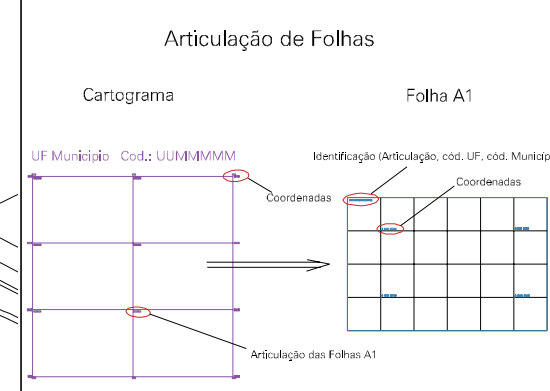 Articulação de Folhas
Cartograma
Folha A1
UF Municipio Cod.: UUMMMMM
Identificação (Articulação, cód. UF, cód. Municíp
Coordenadas
Coordenadas
Articulação das Folhas A1